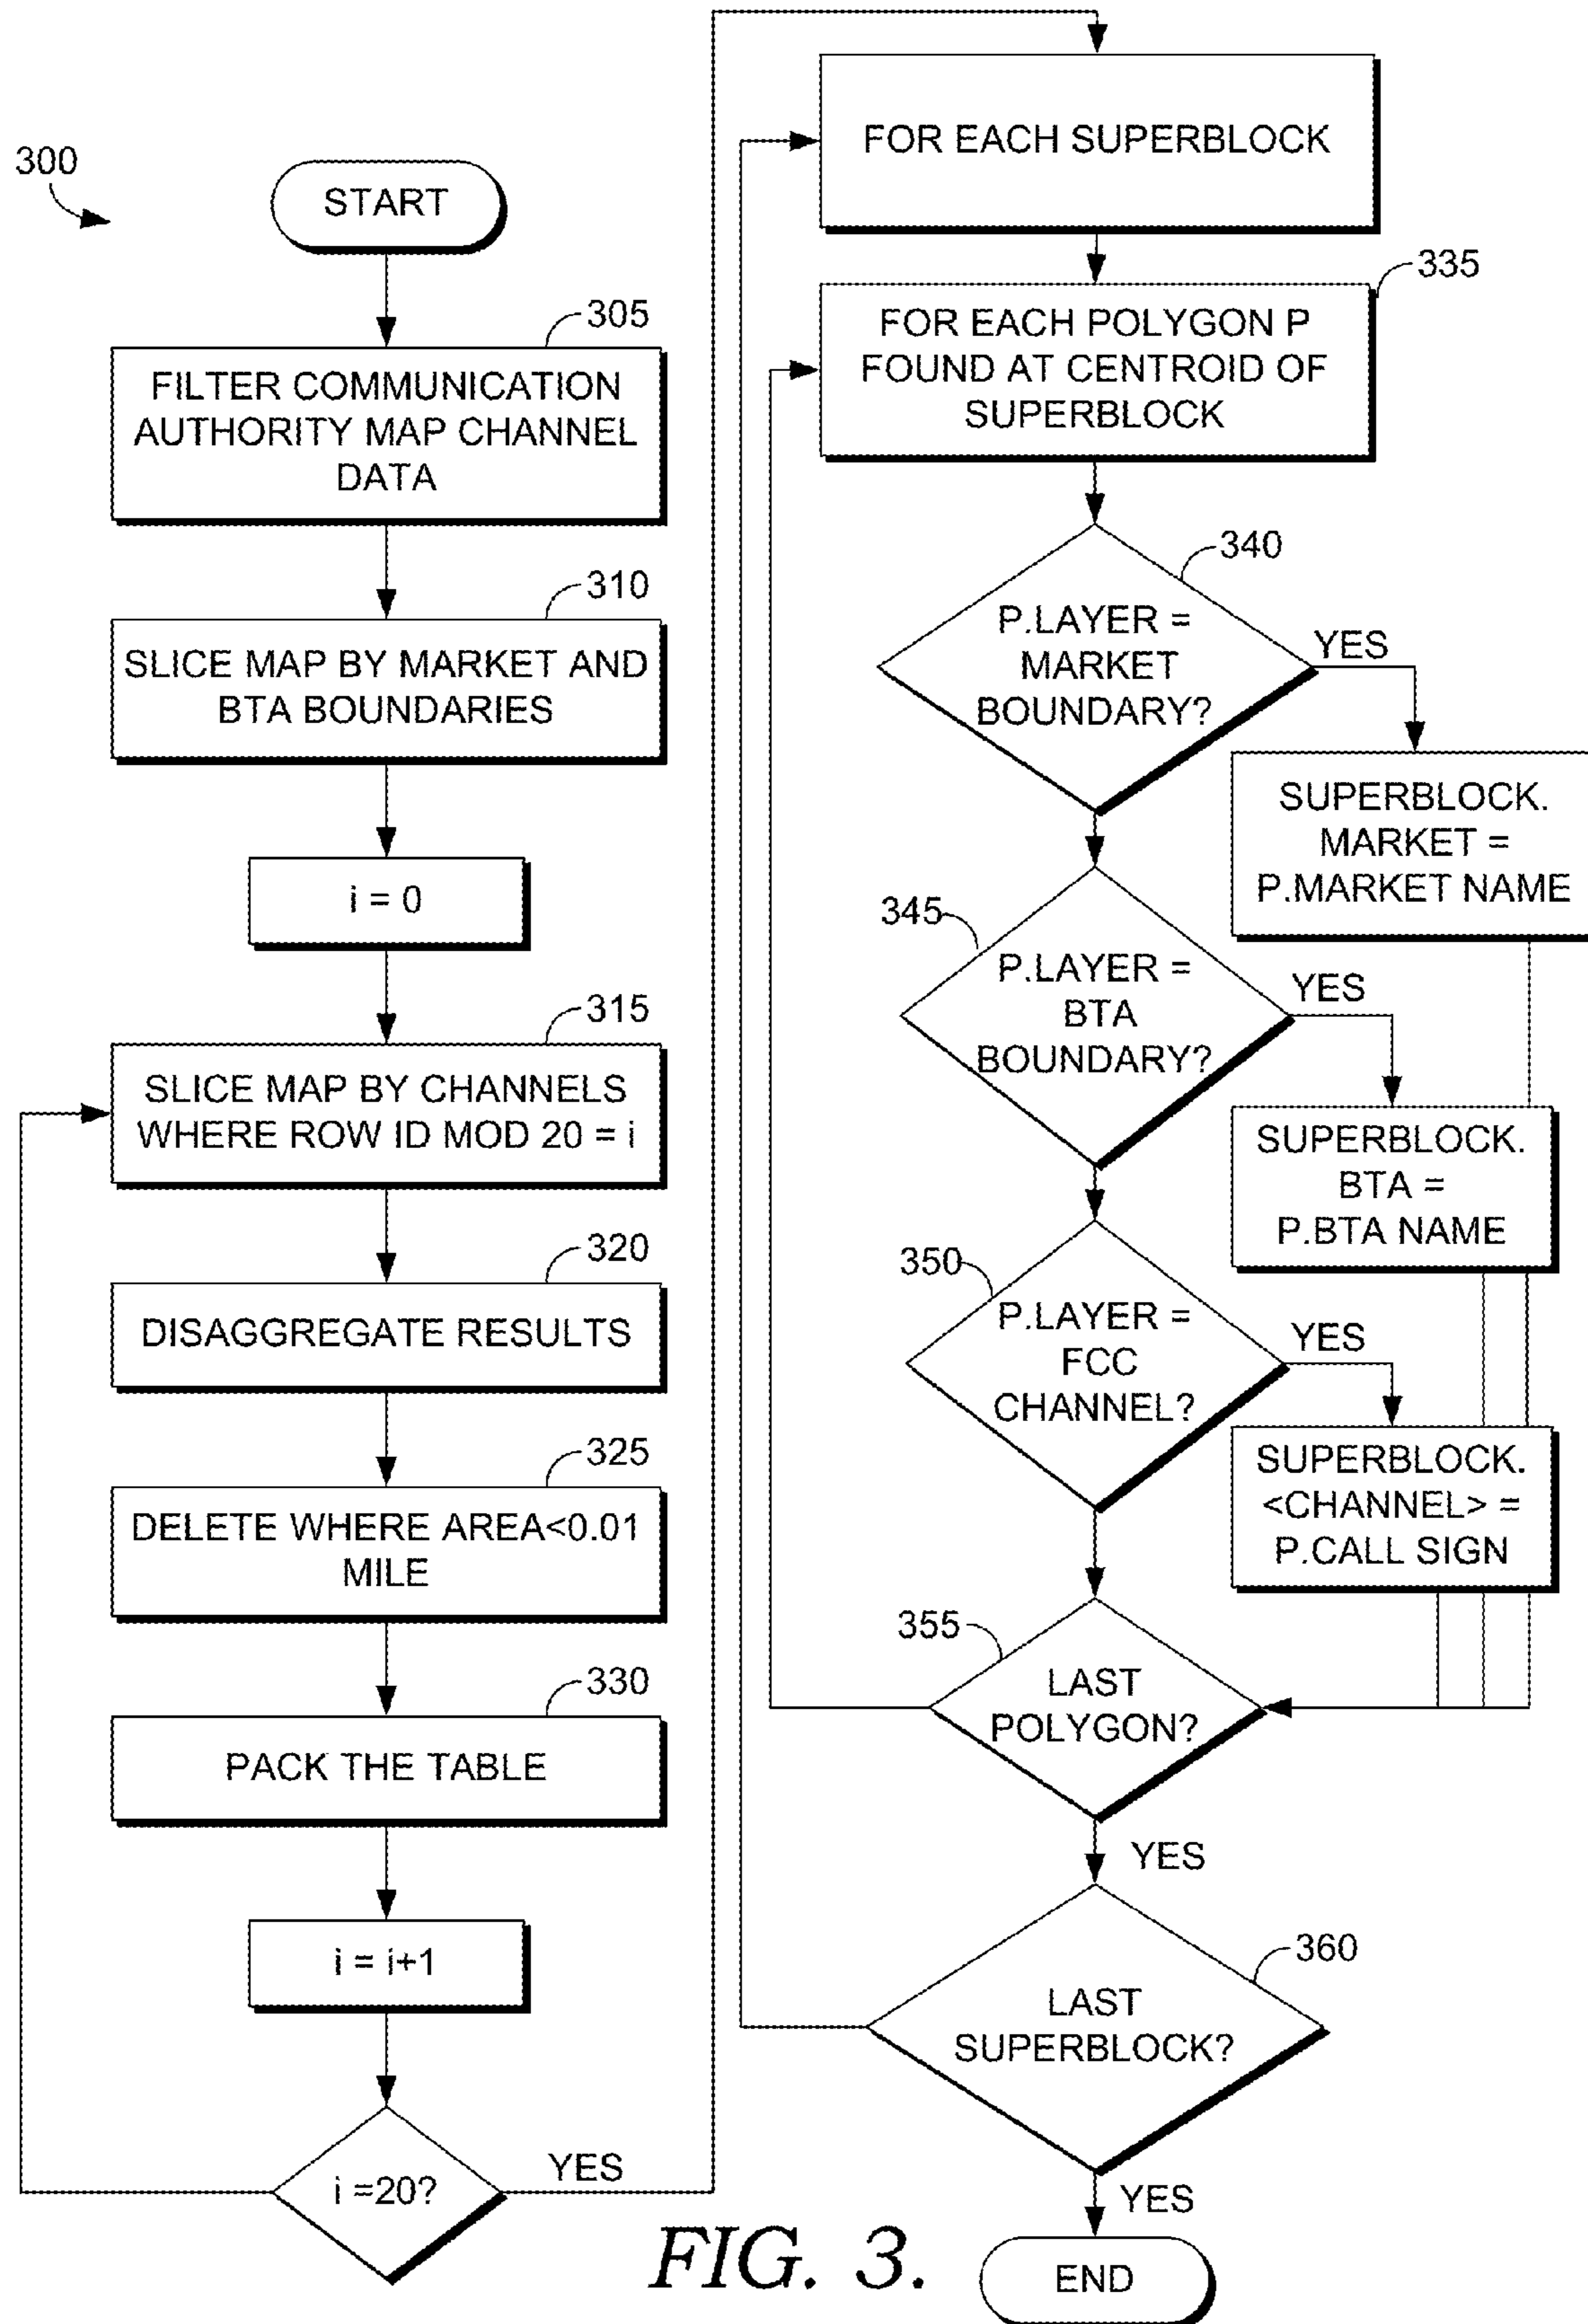 300
START
305
FILTER COMMUNICATION
AUTHORITY MAP CHANNEL
DATA
310
SLICE MAP BY MARKET AND
BTA BOUNDARIES
i = 0
315
SLICE MAP BY CHANNELS
WHERE ROW ID MOD 20 = i
320
DISAGGREGATE RESULTS
325
DELETE WHERE AREA<0.01
MILE
330
PACK THE TABLE
i = i+1
i =20?
YES
FOR EACH SUPERBLOCK
335
FOR EACH POLYGON P
FOUND AT CENTROID OF
SUPERBLOCK
340
P.LAYER =
MARKET
BOUNDARY?
YES
SUPERBLOCK.
MARKET =
P.MARKET NAME
345
P.LAYER =
BTA
BOUNDARY?
YES
SUPERBLOCK.
BTA =
P.BTA NAME
350
P.LAYER =
FCC
CHANNEL?
YES
SUPERBLOCK.
<CHANNEL> =
P.CALL SIGN
355
LAST
POLYGON?
YES
360
LAST
SUPERBLOCK?
YES
END
FIG. 3.